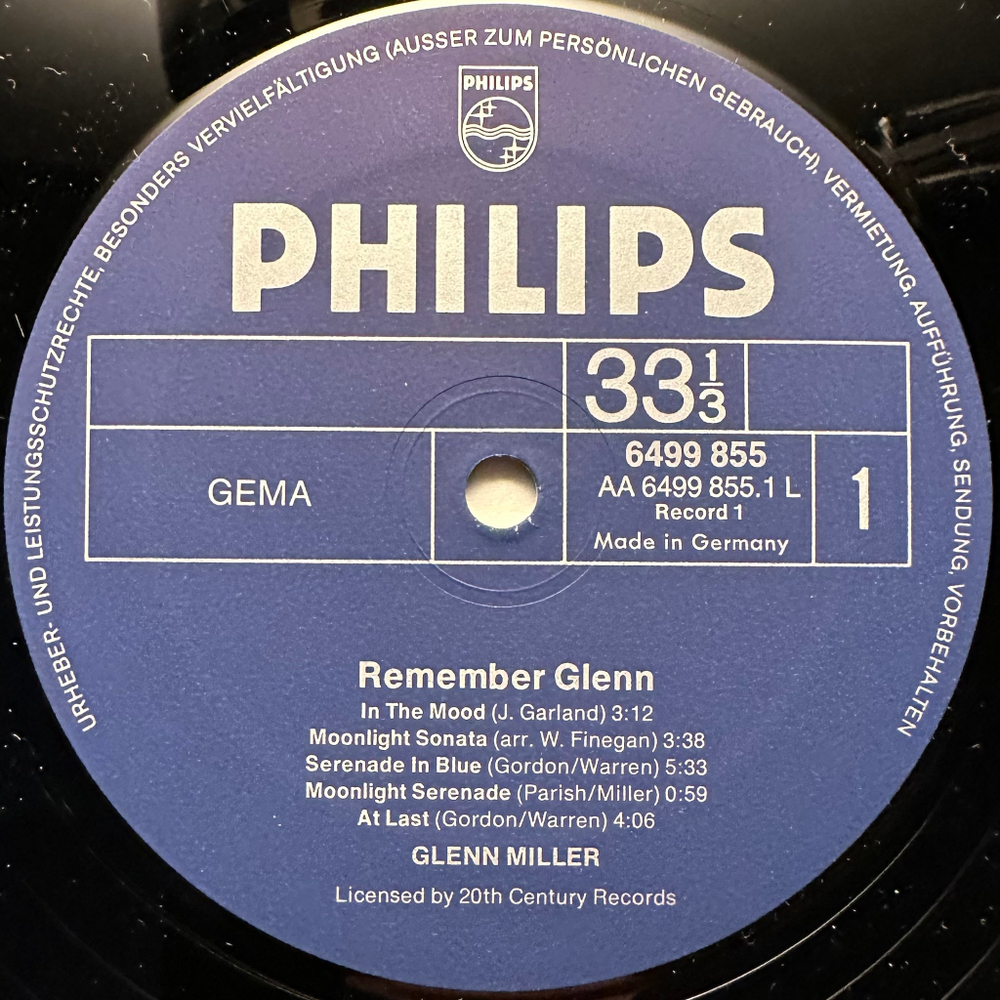 URHEBER- UND LEISTUNGSSCHUTZRECHTE, BESONDERS VERVIELFÄLTIGUNG (AUSSER ZUM PERSÖNLICHEN GEBRAUCH), VERMIETUNG, AUFFÜHRUNG, SENDUNG, VORBEHALTEN
PHILIPS
PHILIPS
33 1/3
GEMA
6499 855
AA 6499 855.1 L
Record 1
Made in Germany
1
Remember Glenn
In The Mood (J. Garland) 3:12
Moonlight Sonata (arr. W. Finegan) 3:38
Serenade In Blue (Gordon/Warren) 5:33
Moonlight Serenade (Parish/Miller) 0:59
At Last (Gordon/Warren) 4:06
GLENN MILLER
Licensed by 20th Century Records